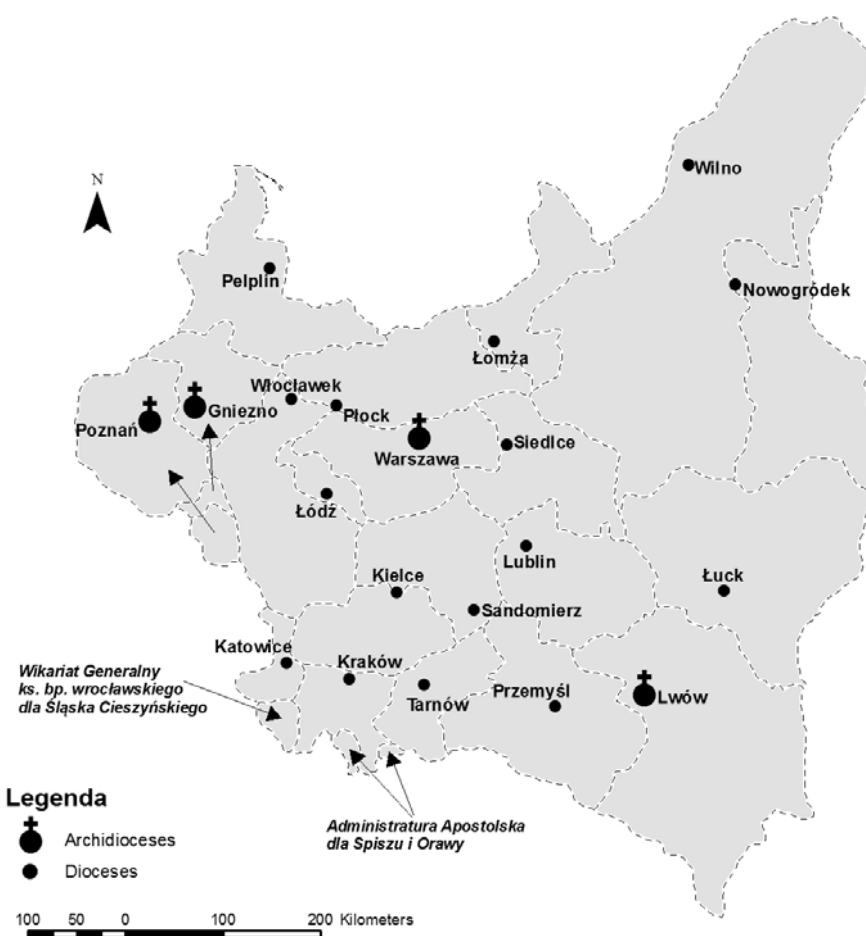 N
Wilno
Nowogródek
Pelplin
Łomża
Włocławek
Płock
Gniezno
Poznań
Warszawa
Siedlce
Łódź
Lublin
Kielce
Łuck
Sandomierz
Katowice
Kraków
Tarnów
Przemyśl
Lwów
Wikariat Generalny
ks. bp. wrocławskiego
dla Śląska Cieszyńskiego
Administratura Apostolska
dla Spiszu i Orawy
Legenda
Archidioceses
Dioceses
100 50 0 100 200 Kilometers